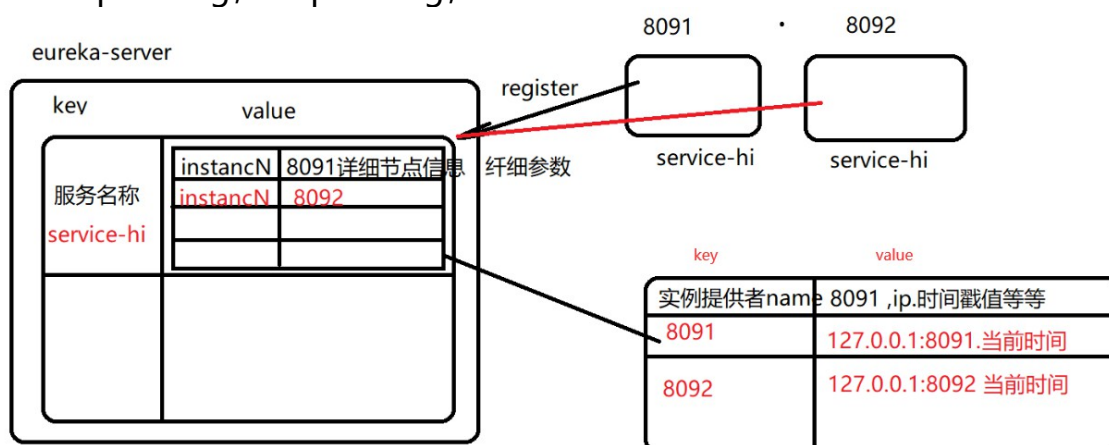 8091 · 8092
eureka-server
register
key value
service-hi service-hi
instancN 8091详细节点信息 纤细参数
服务名称
instancN 8092
service-hi
key value
实例提供者name 8091 ,ip.时间戳值等等
8091 127.0.0.1:8091.当前时间
8092 127.0.0.1:8092 当前时间